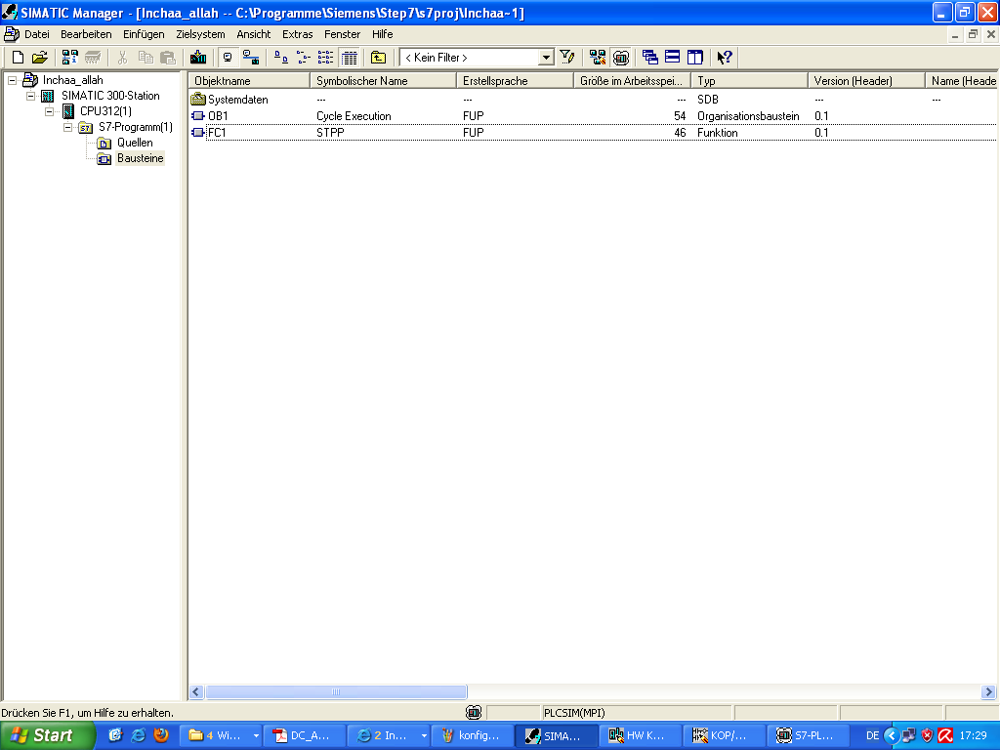 SIMATIC Manager - [Inchaa_allah -- C:\Programme\Siemens\Step7\s7proj\Inchaa~1]
Datei Bearbeiten Einfügen Zielsystem Ansicht Extras Fenster Hilfe
< Kein Filter >
Inchaa_allah
SIMATIC 300-Station
CPU312(1)
S7-Programm(1)
Quellen
Bausteine
Objektname Symbolischer Name Erstellsprache Größe im Arbeitsspei... Typ Version (Header) Name (Heade
Systemdaten --- --- --- SDB --- ---
OB1 Cycle Execution FUP 54 Organisationsbaustein 0.1
FC1 STPP FUP 46 Funktion 0.1
Drücken Sie F1, um Hilfe zu erhalten. PLCSIM(MPI)
Start 4 Wi... DC_A... 2 In... konfig... SIMA... HW K... KOP/... S7-PL... DE 17:29